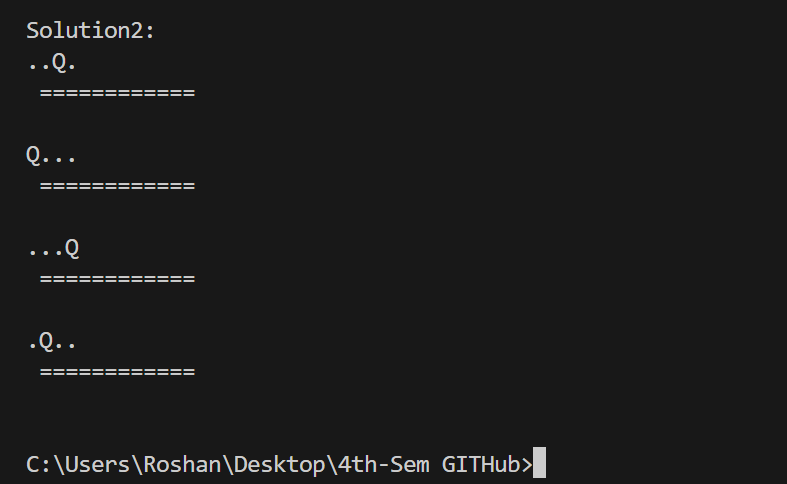 Solution2:
..Q.
============
Q...
============
...Q
============
.Q..
============
C:\Users\Roshan\Desktop\4th-Sem GITHub>